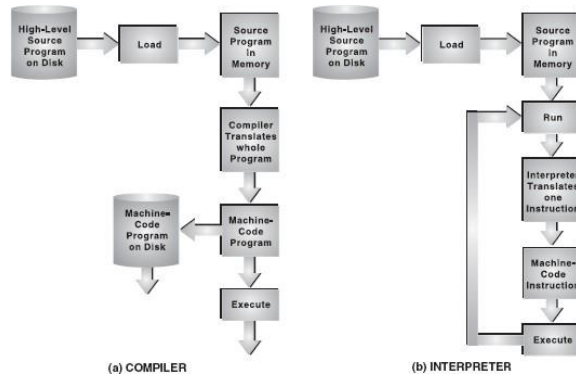 High-Level
Source
Program
on Disk
Load
Source
Program
in
Memory
Compiler
Translates
whole
Program
Machine-
Code
Program
on Disk
Machine-
Code
Program
Execute
(a) COMPILER
High-Level
Source
Program
on Disk
Load
Source
Program
in
Memory
Run
Interpreter
Translates
one
Instruction
Machine-
Code
Instruction
Execute
(b) INTERPRETER